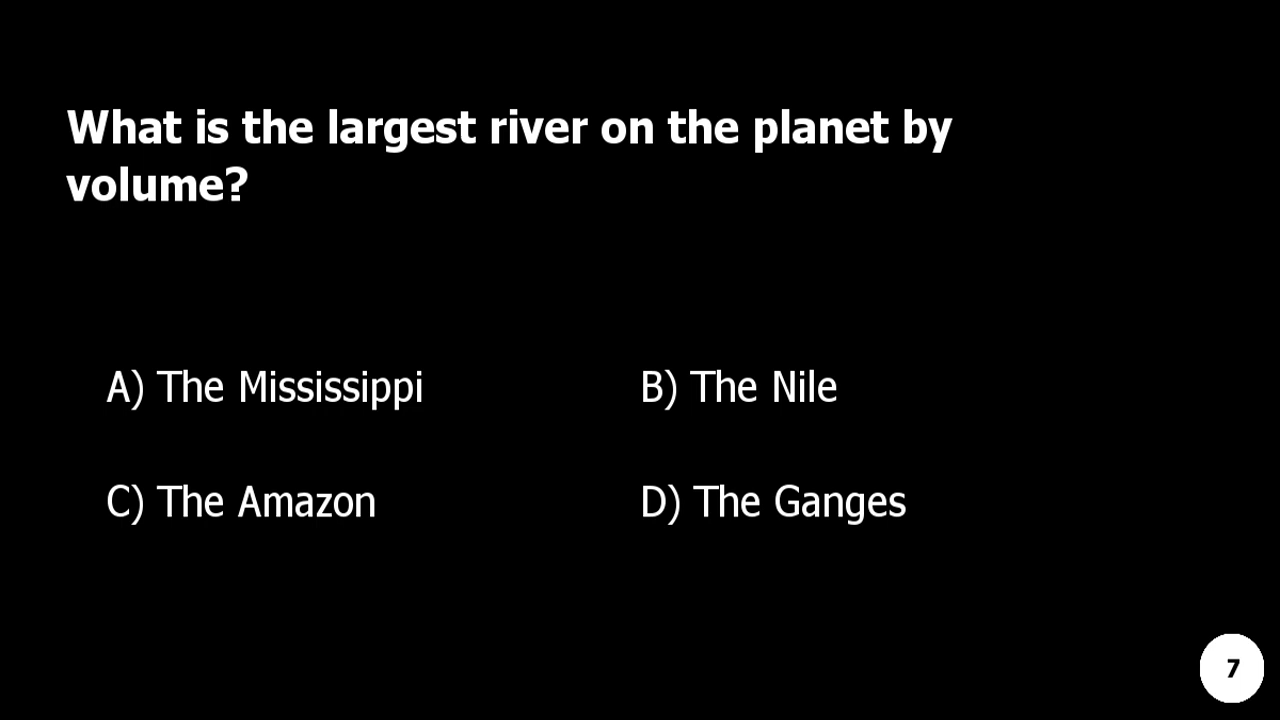 What is the largest river on the planet by
volume?
A) The Mississippi
B) The Nile
C) The Amazon
D) The Ganges
7